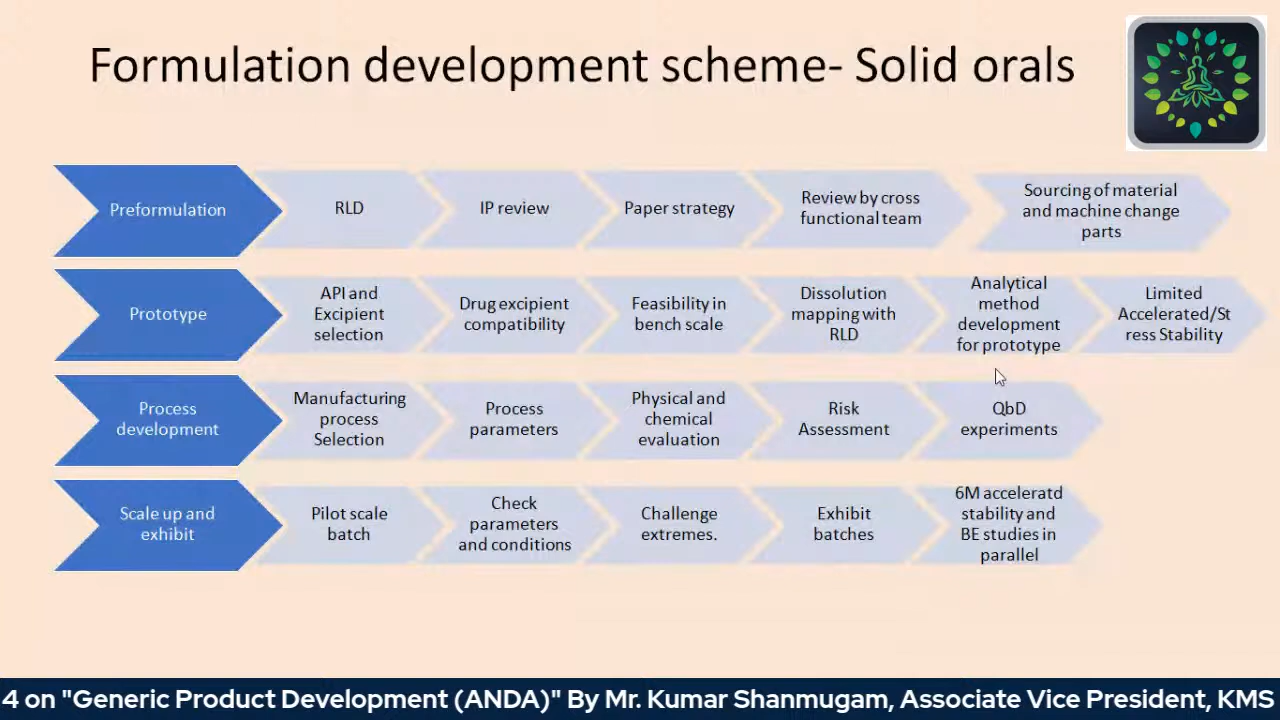 Formulation development scheme- Solid orals
Preformulation
RLD
IP review
Paper strategy
Review by cross
functional team
Sourcing of material
and machine change
parts
Prototype
API and
Excipient
selection
Drug excipient
compatibility
Feasibility in
bench scale
Dissolution
mapping with
RLD
Analytical
method
development
for prototype
Limited
Accelerated/St
ress Stability
Process
development
Manufacturing
process
Selection
Process
parameters
Physical and
chemical
evaluation
Risk
Assessment
QbD
experiments
Scale up and
exhibit
Pilot scale
batch
Check
parameters
and conditions
Challenge
extremes.
Exhibit
batches
6M acceleratd
stability and
BE studies in
parallel
4 on "Generic Product Development (ANDA)" By Mr. Kumar Shanmugam, Associate Vice President, KMS